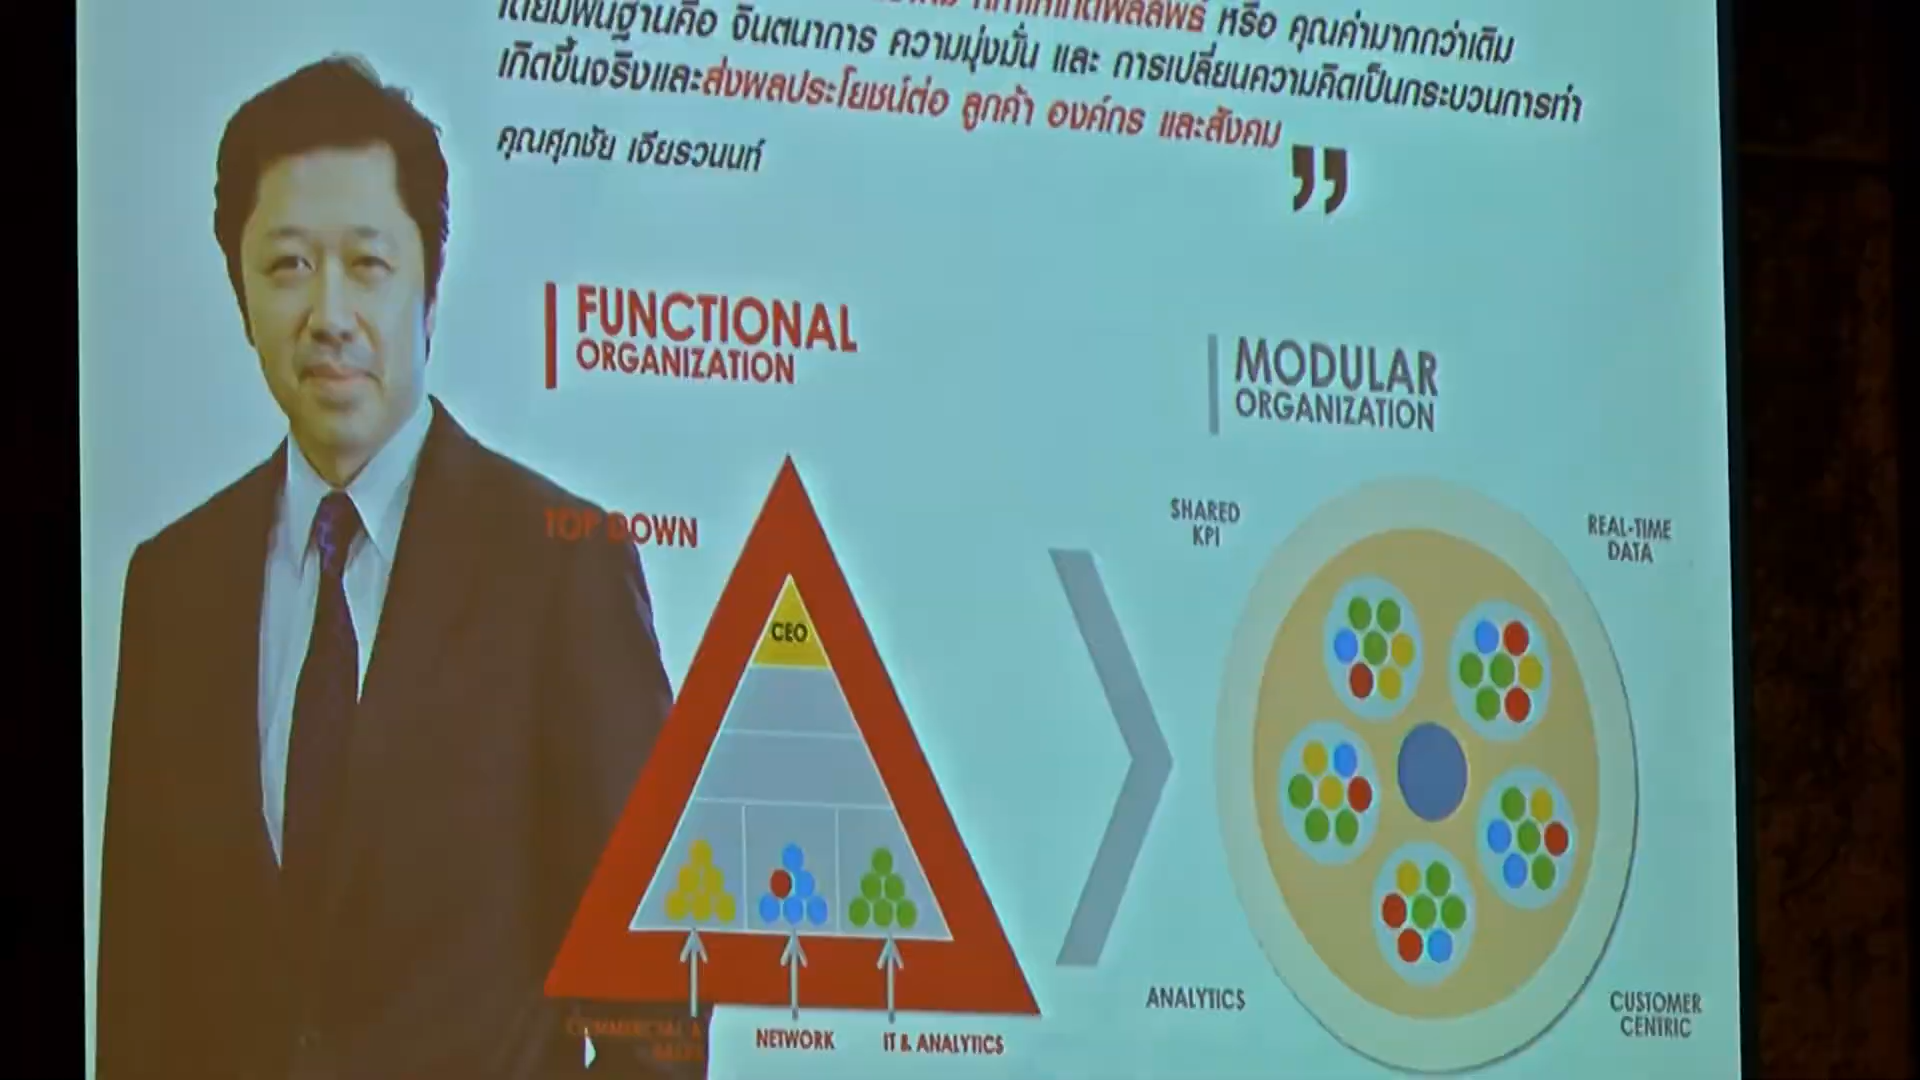 หรือ คุณค่ามากกว่าเดิม
โดยมีพื้นฐานคือ จินตนาการ ความมุ่งมั่น และ การเปลี่ยนความคิดเป็นกระบวนการทำ
เกิดขึ้นจริงและส่งผลประโยชน์ต่อ ลูกค้า องค์กร และสังคม
”
คุณศุภชัย เจียรวนนท์
FUNCTIONAL
ORGANIZATION
MODULAR
ORGANIZATION
TOP DOWN
CEO
SHARED
KPI
REAL-TIME
DATA
COMMERCIAL &
SALES
NETWORK
IT & ANALYTICS
ANALYTICS
CUSTOMER
CENTRIC